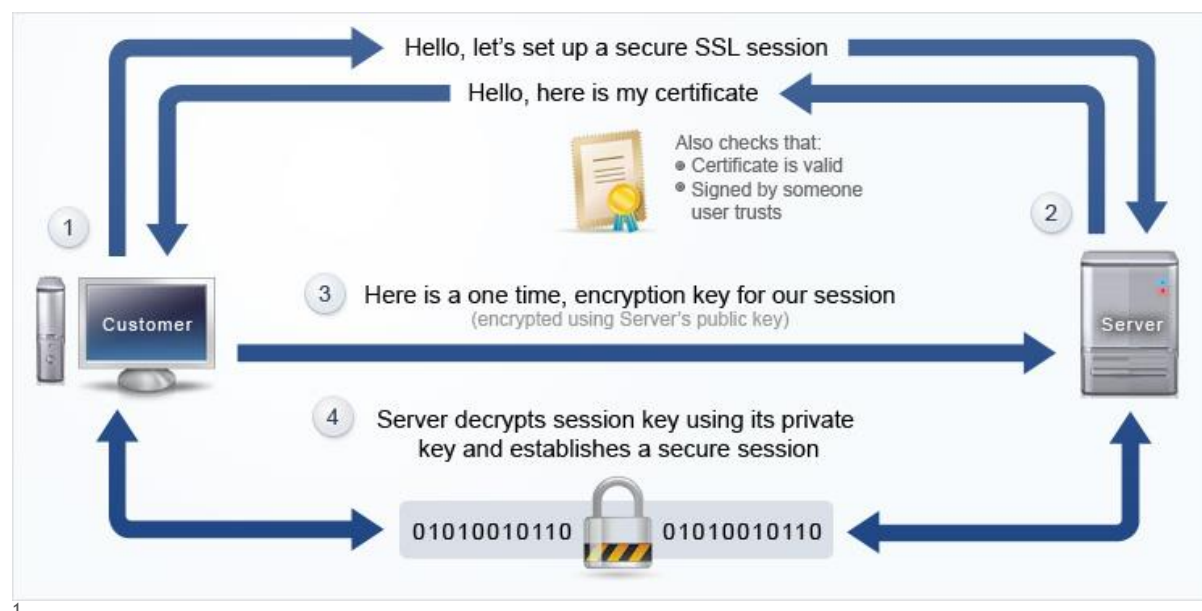 Hello, let's set up a secure SSL session
Hello, here is my certificate
Also checks that:
• Certificate is valid
• Signed by someone
user trusts
1
2
3 Here is a one time, encryption key for our session
(encrypted using Server's public key)
Customer
Server
4 Server decrypts session key using its private
key and establishes a secure session
01010010110 01010010110
1